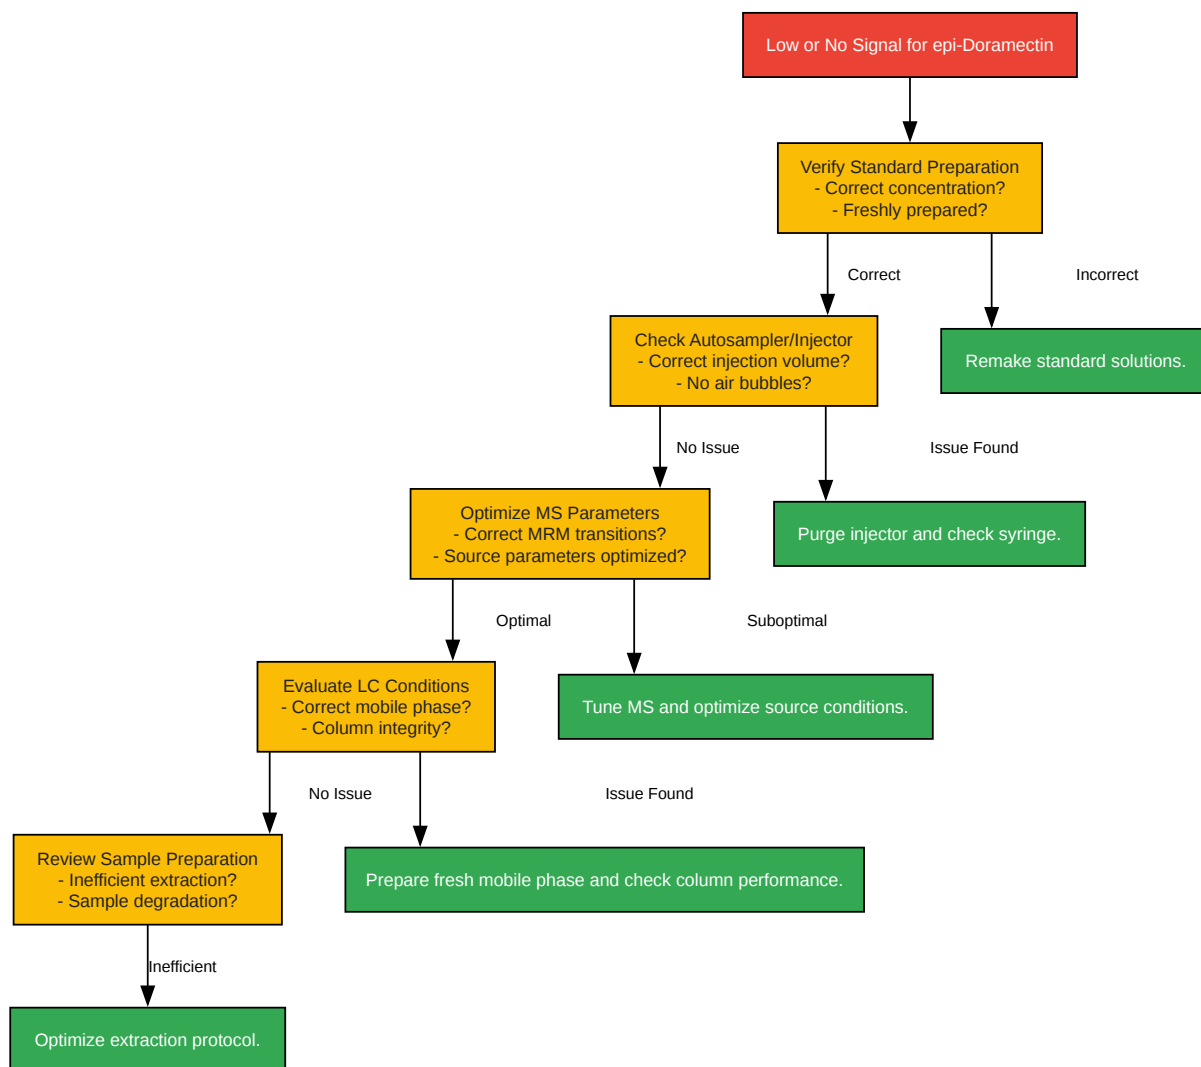 Low or No Signal for epi-Doramectin
Verify Standard Preparation
- Correct concentration?
- Freshly prepared?
Correct
Incorrect
Check Autosampler/Injector
- Correct injection volume?
- No air bubbles?
Remake standard solutions.
No Issue
Issue Found
Optimize MS Parameters
- Correct MRM transitions?
- Source parameters optimized?
Purge injector and check syringe.
Optimal
Suboptimal
Evaluate LC Conditions
- Correct mobile phase?
- Column integrity?
Tune MS and optimize source conditions.
No Issue
Issue Found
Review Sample Preparation
- Inefficient extraction?
- Sample degradation?
Prepare fresh mobile phase and check column performance.
Inefficient
Optimize extraction protocol.